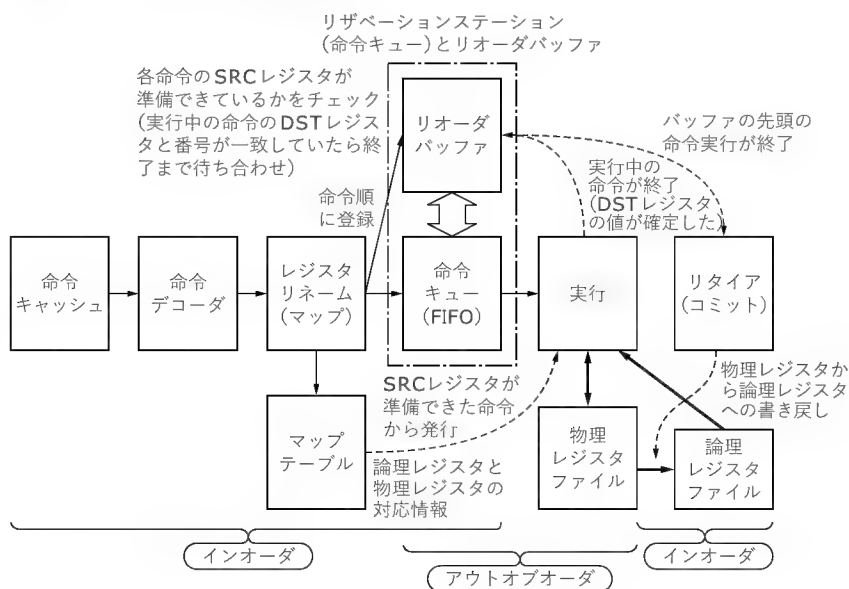 リザベーションステーション
(命令キュー)とリオーダバッファ
各命令のSRCレジスタが
準備できているかをチェック
(実行中の命令のDSTレジス
タと番号が一致していたら終
了まで待ち合わせ)
リオーダ
バッファ
バッファの先頭の
命令実行が終了
実行中の
命令が終了
(DSTレジスタ
の値が確定した)
命令順
に登録
命令
キャッシュ
命令
デコーダ
レジスタ
リネーム
(マップ)
命令
キュー
(FIFO)
実行
リタイア
(コミット)
SRCレジスタが
準備できた命令
から発行
物理レジスタか
ら論理レジスタ
への書き戻し
マップ
テーブル
論理レジスタと
物理レジスタの
対応情報
物理
レジスタ
ファイル
論理
レジスタ
ファイル
インオーダ
アウトオブオーダ
インオーダ